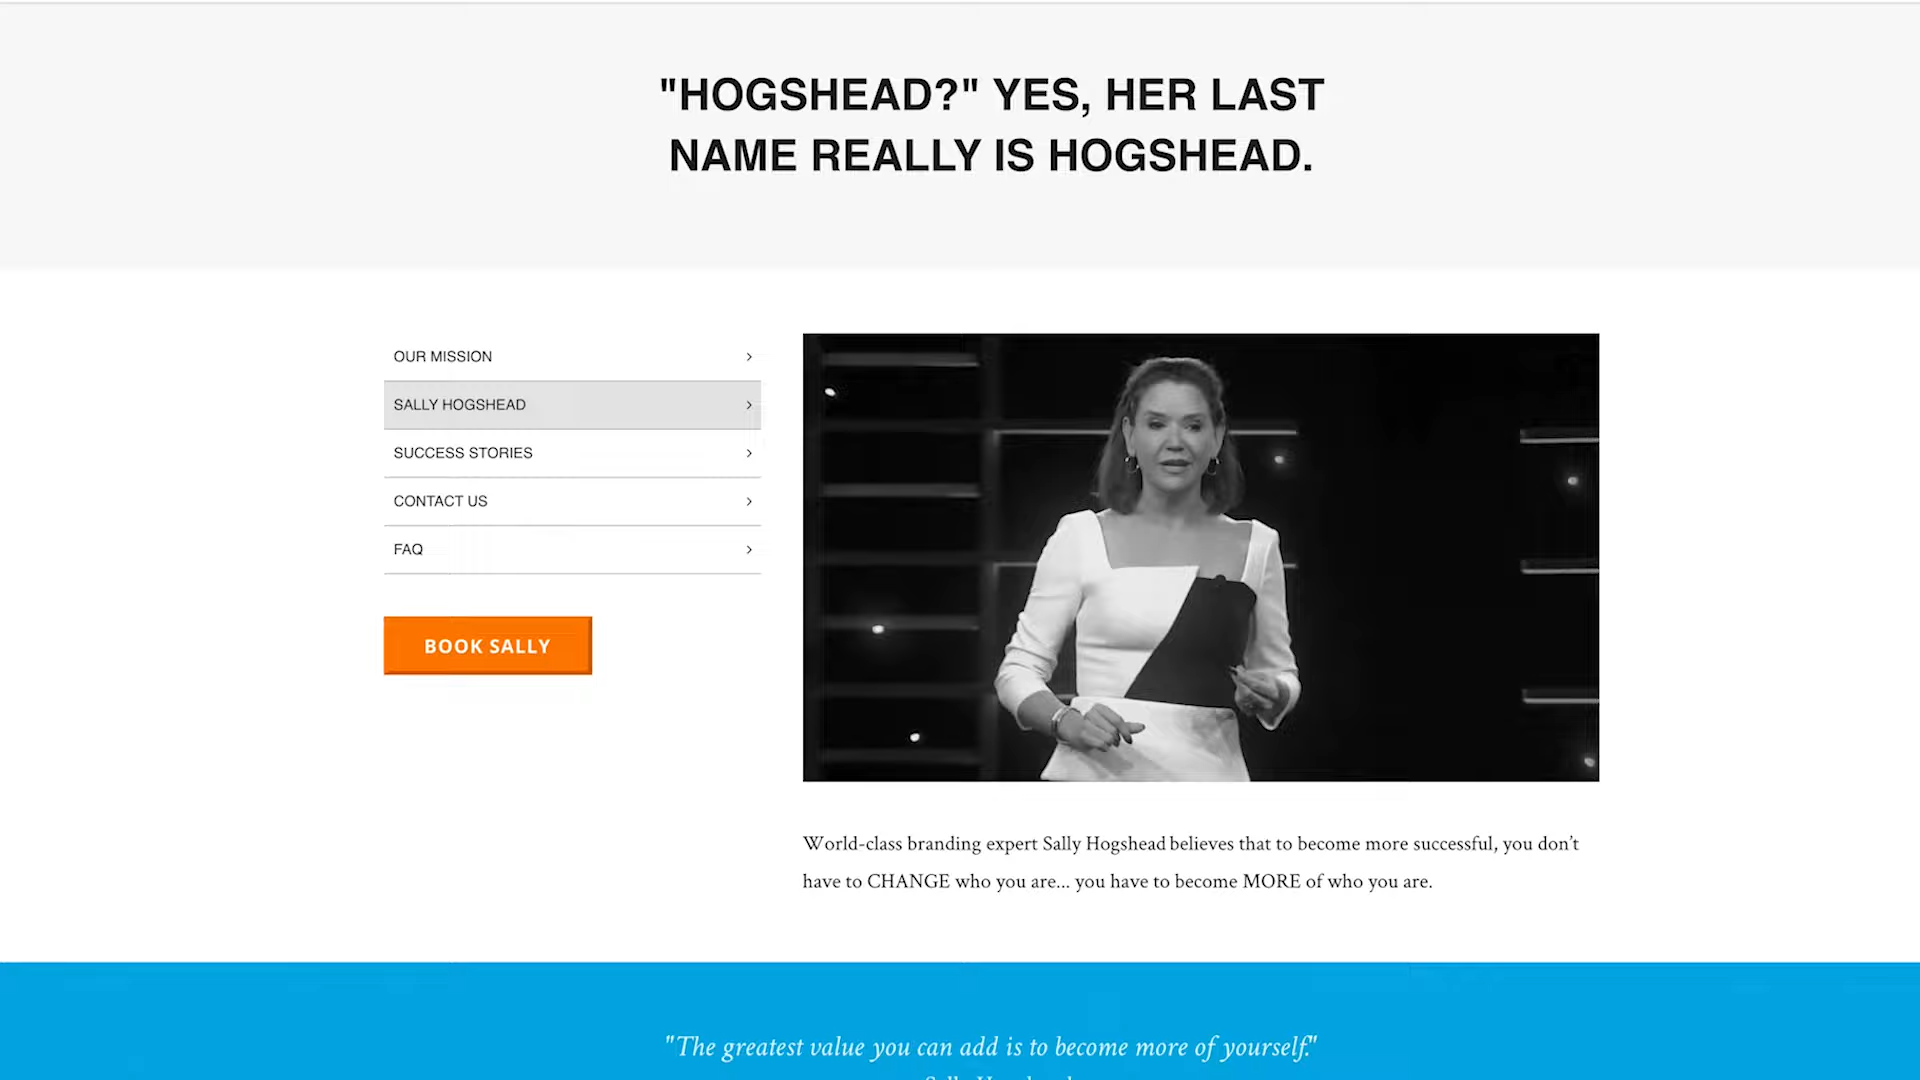 "HOGSHEAD?" YES, HER LAST
NAME REALLY IS HOGSHEAD.
OUR MISSION
SALLY HOGSHEAD
SUCCESS STORIES
CONTACT US
FAQ
BOOK SALLY
World-class branding expert Sally Hogshead believes that to become more successful, you don't
have to CHANGE who you are... you have to become MORE of who you are.
"The greatest value you can add is to become more of yourself."